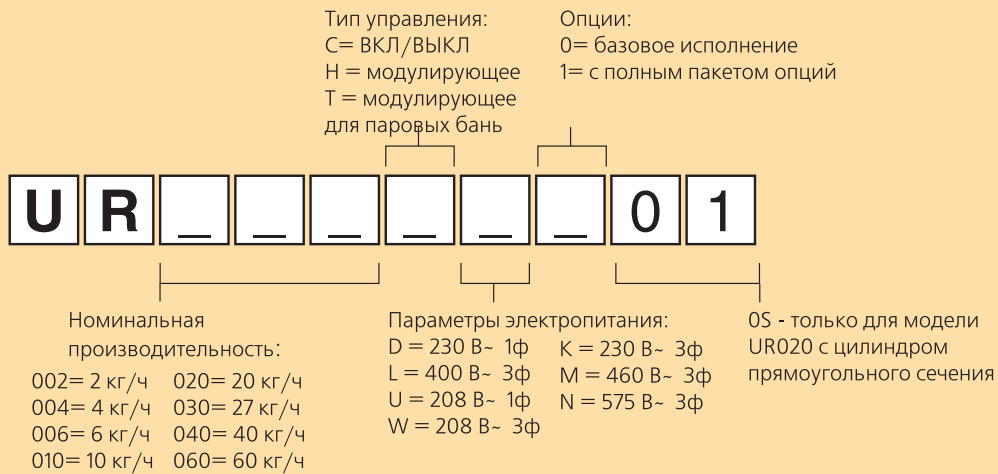 Тип управления:
C= ВКЛ/ВЫКЛ
H = модулирующее
T = модулирующее
для паровых бань
Опции:
0= базовое исполнение
1= с полным пакетом опций
U R _ _ _ _ _ _ 0 1
Номинальная
производительность:
002= 2 кг/ч 020= 20 кг/ч
004= 4 кг/ч 030= 27 кг/ч
006= 6 кг/ч 040= 40 кг/ч
010= 10 кг/ч 060= 60 кг/ч
Параметры электропитания:
D = 230 В~ 1ф K = 230 В~ 3ф
L = 400 В~ 3ф M = 460 В~ 3ф
U = 208 В~ 1ф N = 575 В~ 3ф
W = 208 В~ 3ф
0S - только для модели
UR020 с цилиндром
прямоугольного сечения